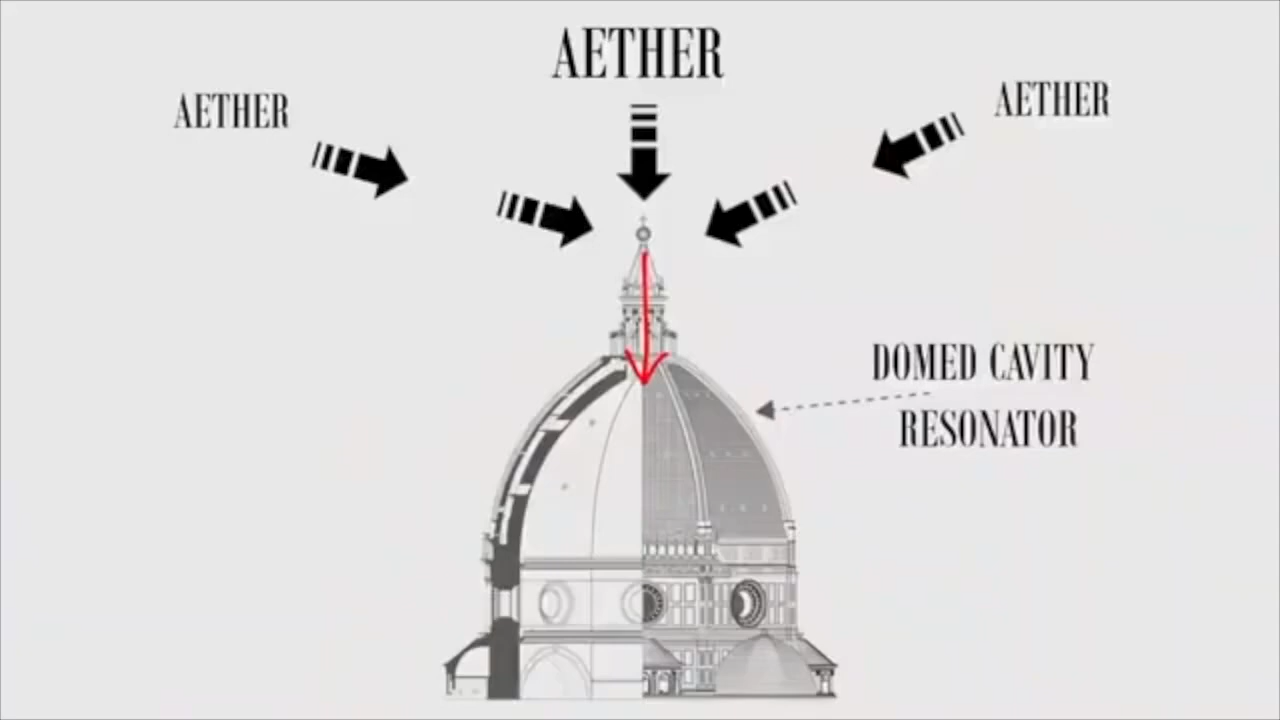 AETHER
AETHER
AETHER
DOMED CAVITY
RESONATOR